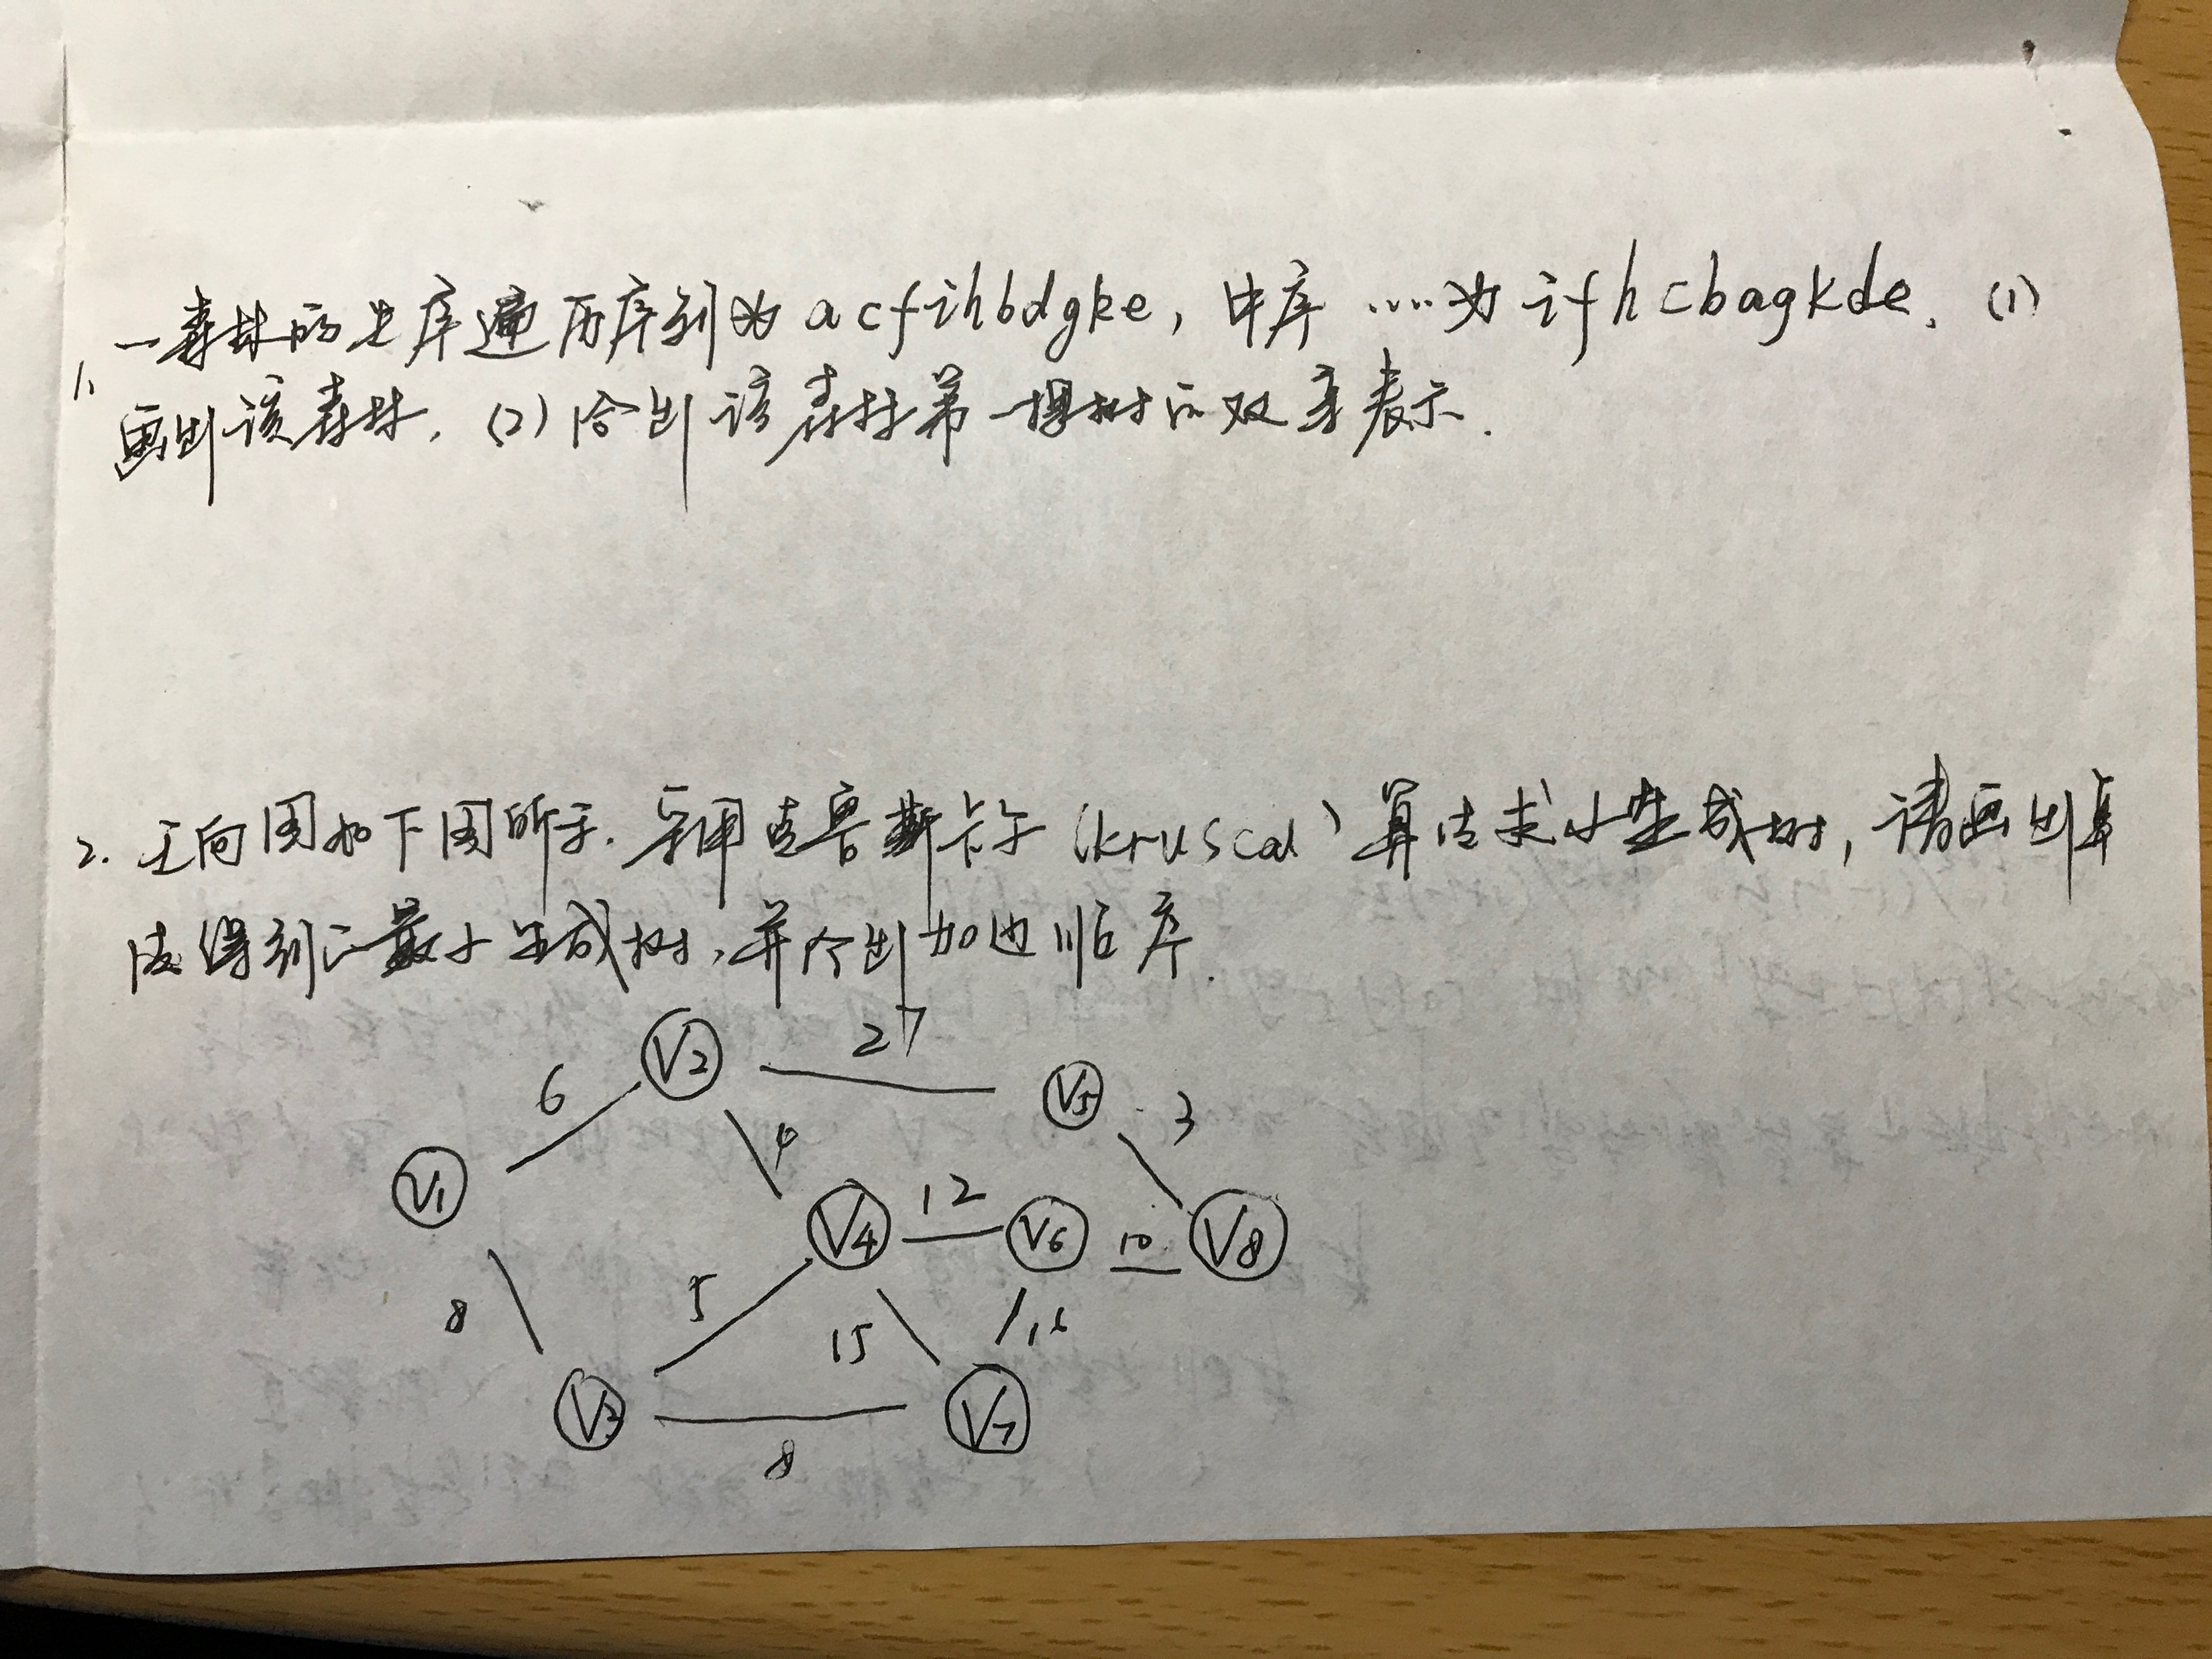 1. 一森林的先序遍历序列为 acfihbdgke, 中序 ..... 为 ifhcbagkde. (1)
画出该森林. (2) 给出该森林第一棵树的双亲表示.
2. 无向图如下图所示. 采用克鲁斯卡尔 (kruscal) 算法求小生成树, 请画出算
法得到的最小生成树, 并给出加边顺序.
V2 27 V5
6 4 3
V1 V4 12 V6 10 V8
8 5 15
V3 8 V7